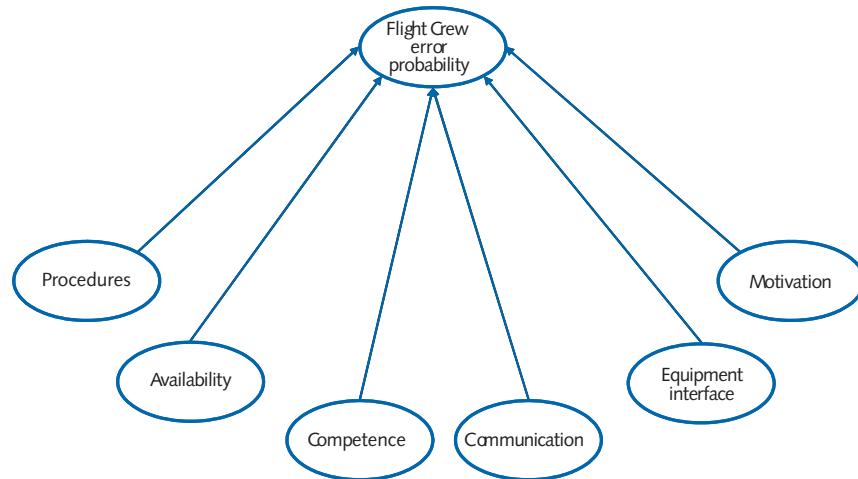 Flight Crew
error
probability
Procedures
Motivation
Availability
Equipment
interface
Competence
Communication